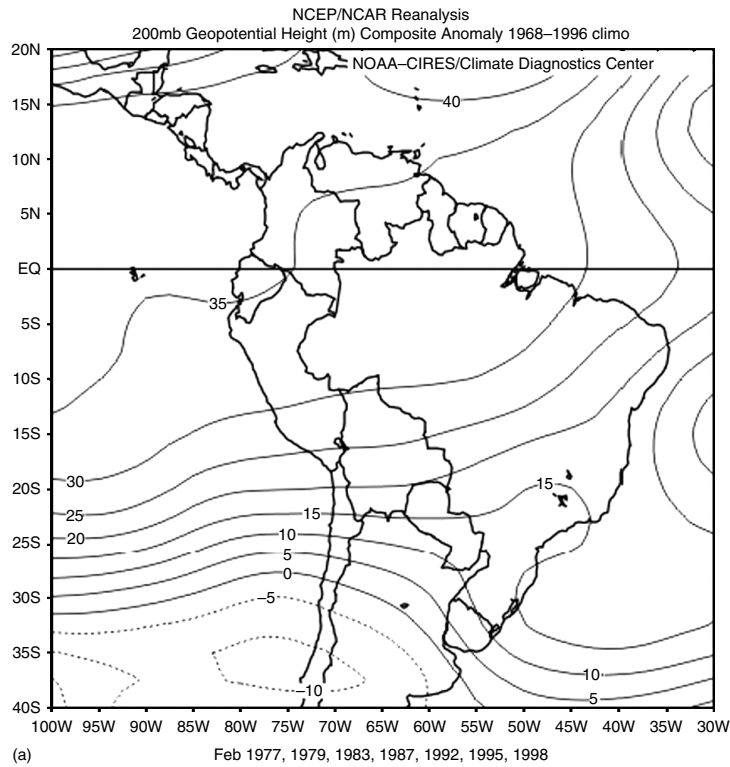 NCEP/NCAR Reanalysis
200mb Geopotential Height (m) Composite Anomaly 1968–1996 climo
20N
NOAA–CIRES/Climate Diagnostics Center
40
15N
10N
5N
EQ
35
5S
10S
15S
30
15
20S
25
15
20
10
25S
5
0
30S
–5
35S
10
–10
5
40S
100W 95W 90W 85W 80W 75W 70W 65W 60W 55W 50W 45W 40W 35W 30W
(a) Feb 1977, 1979, 1983, 1987, 1992, 1995, 1998